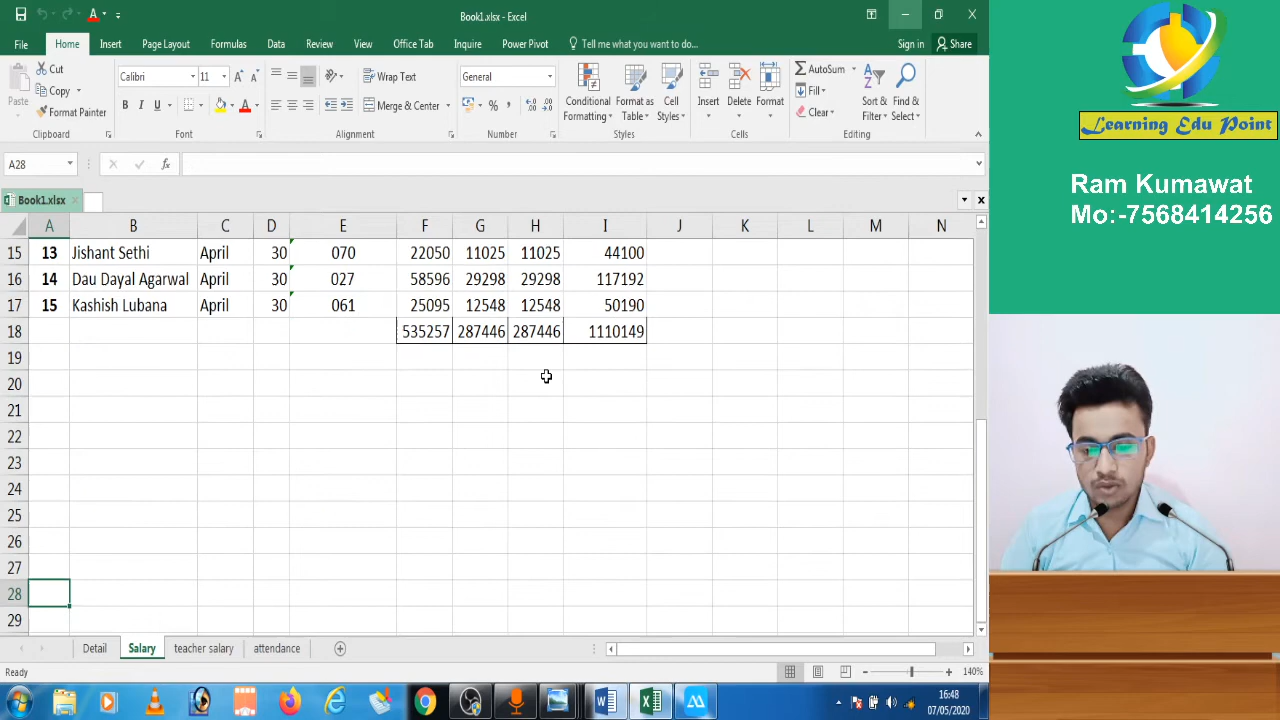 Book1.xlsx - Excel
File Home Insert Page Layout Formulas Data Review View Office Tab Inquire Power Pivot Tell me what you want to do... Sign in Share
Cut
Copy
Format Painter
Paste
Clipboard
Calibri 11
B I U
Font
Wrap Text
Merge & Center
Alignment
General
Number
Conditional Formatting
Format as Table
Cell Styles
Styles
Insert Delete Format
Cells
AutoSum
Fill
Clear
Sort & Filter
Find & Select
Editing
A28
fx
Book1.xlsx
A B C D E F G H I J K L M N
15 13 Jishant Sethi April 30 070 22050 11025 11025 44100
16 14 Dau Dayal Agarwal April 30 027 58596 29298 29298 117192
17 15 Kashish Lubana April 30 061 25095 12548 12548 50190
18 535257 287446 287446 1110149
19
20
21
22
23
24
25
26
27
28
29
Detail Salary teacher salary attendance
Ready
140%
16:48
07/05/2020
Learning Edu Point
Ram Kumawat
Mo:-7568414256